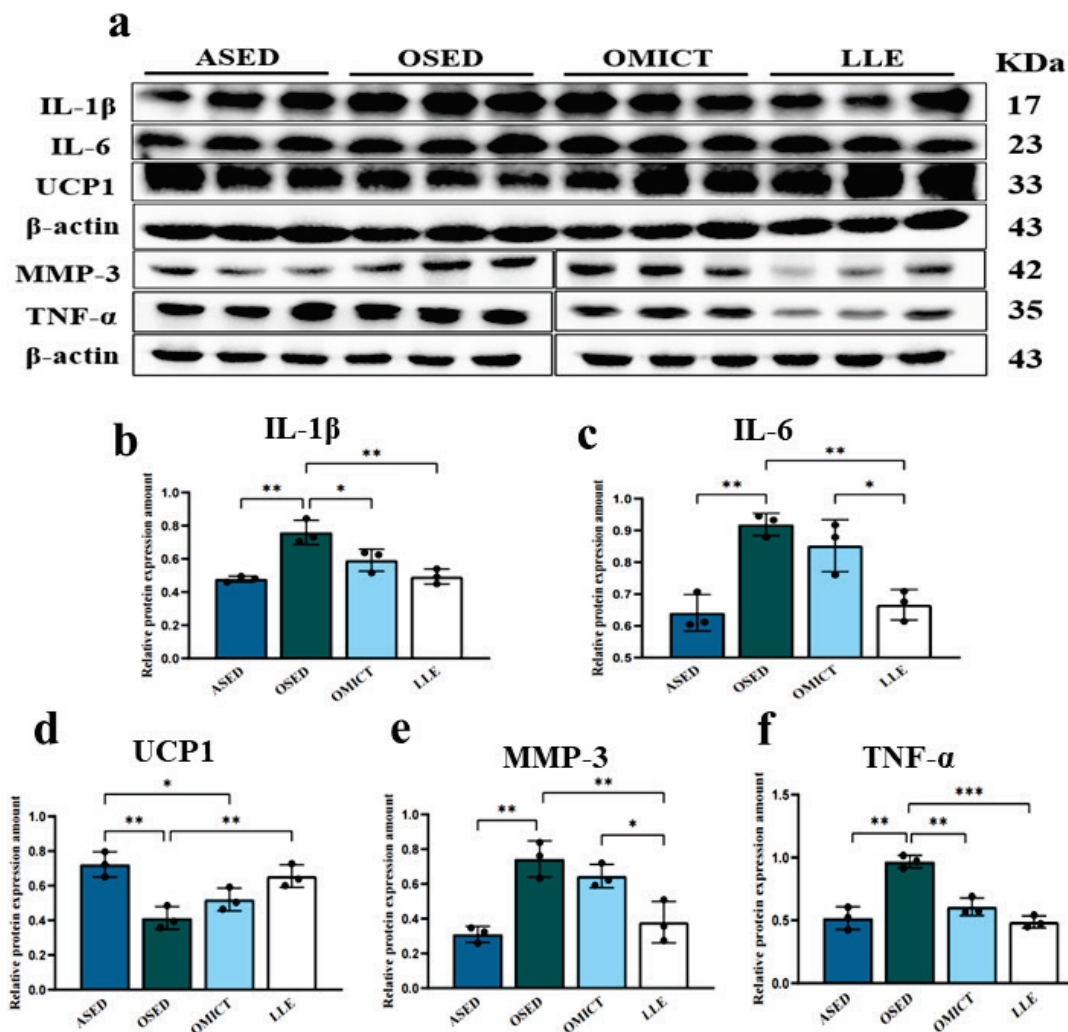 a
ASED OSED OMICT LLE KDa
IL-1β 17
IL-6 23
UCP1 33
β-actin 43
MMP-3 42
TNF-α 35
β-actin 43
b
IL-1β
Relative protein expression amount
1.0
0.8
0.6
0.4
0.2
0.0
** * **
ASED OSED OMICT LLE
c
IL-6
Relative protein expression amount
1.0
0.9
0.8
0.7
0.6
0.5
** ** *
ASED OSED OMICT LLE
d
UCP1
Relative protein expression amount
1.0
0.8
0.6
0.4
0.2
0.0
*
** **
ASED OSED OMICT LLE
e
MMP-3
Relative protein expression amount
1.0
0.8
0.6
0.4
0.2
0.0
**
** *
ASED OSED OMICT LLE
f
TNF-α
Relative protein expression amount
1.5
1.0
0.5
0.0
***
** **
ASED OSED OMICT LLE